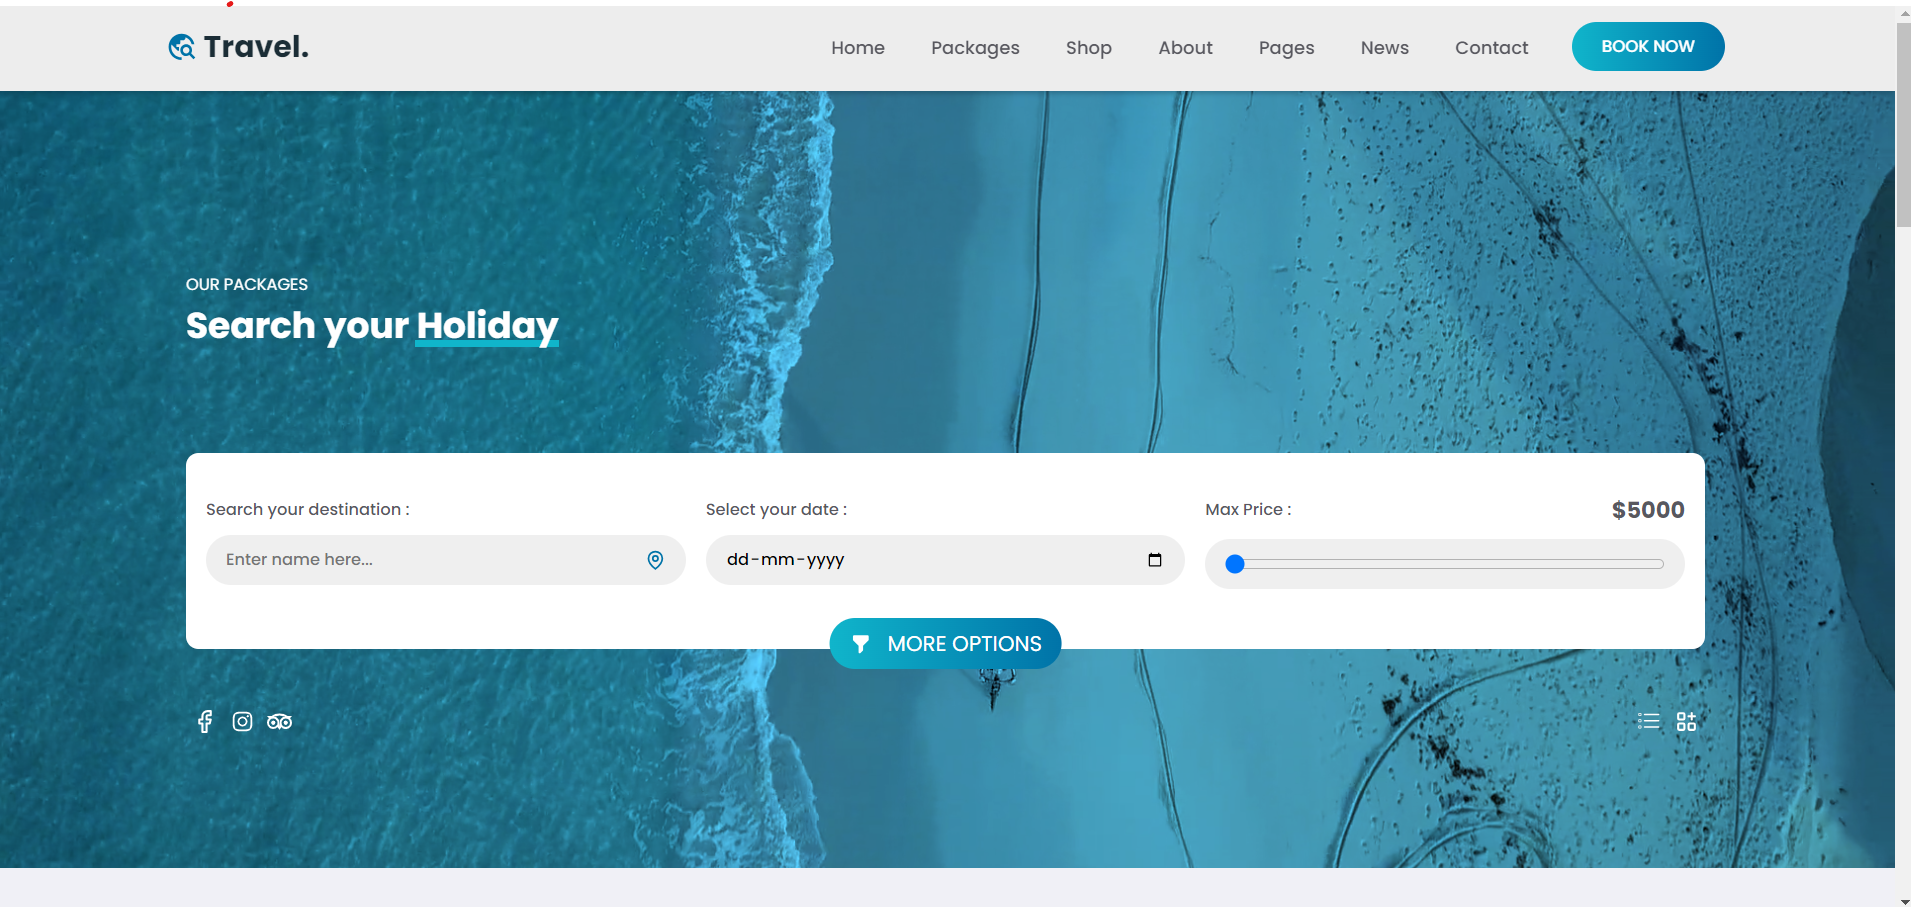 Travel.
Home Packages Shop About Pages News Contact BOOK NOW
OUR PACKAGES
Search your Holiday
Search your destination :
Enter name here...
Select your date :
dd-mm-yyyy
Max Price : $5000
MORE OPTIONS